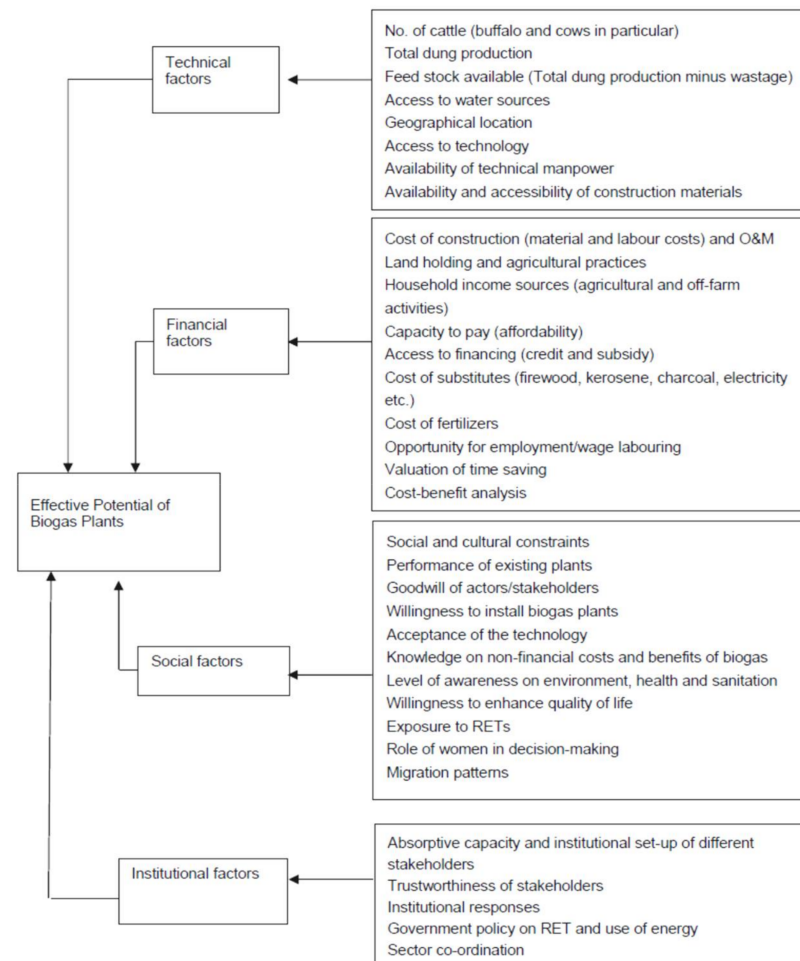 Technical
factors
No. of cattle (buffalo and cows in particular)
Total dung production
Feed stock available (Total dung production minus wastage)
Access to water sources
Geographical location
Access to technology
Availability of technical manpower
Availability and accessibility of construction materials
Financial
factors
Cost of construction (material and labour costs) and O&M
Land holding and agricultural practices
Household income sources (agricultural and off-farm
activities)
Capacity to pay (affordability)
Access to financing (credit and subsidy)
Cost of substitutes (firewood, kerosene, charcoal, electricity
etc.)
Cost of fertilizers
Opportunity for employment/wage labouring
Valuation of time saving
Cost-benefit analysis
Effective Potential of
Biogas Plants
Social factors
Social and cultural constraints
Performance of existing plants
Goodwill of actors/stakeholders
Willingness to install biogas plants
Acceptance of the technology
Knowledge on non-financial costs and benefits of biogas
Level of awareness on environment, health and sanitation
Willingness to enhance quality of life
Exposure to RETs
Role of women in decision-making
Migration patterns
Institutional factors
Absorptive capacity and institutional set-up of different
stakeholders
Trustworthiness of stakeholders
Institutional responses
Government policy on RET and use of energy
Sector co-ordination